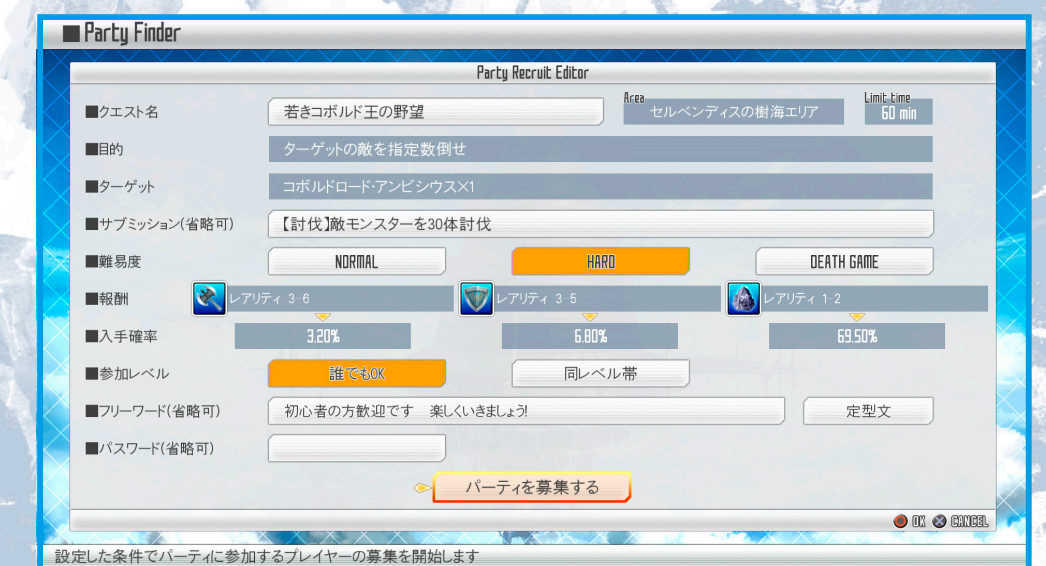 ■Party Finder
Party Recruit Editor
■クエスト名 若きコボルド王の野望 Area セルベンディスの樹海エリア Limit time 60 min
■目的 ターゲットの敵を指定数倒せ
■ターゲット コボルドロード・アンビシウス×1
■サブミッション(省略可) 【討伐】敵モンスターを30体討伐
■難易度 NORMAL HARD DEATH GAME
■報酬 レアリティ 3-6 レアリティ 3-5 レアリティ 1-2
■入手確率 3.20% 6.80% 69.50%
■参加レベル 誰でもOK 同レベル帯
■フリーワード(省略可) 初心者の方歓迎です 楽しくいきましょう! 定型文
■パスワード(省略可)
パーティを募集する
OK CANCEL
設定した条件でパーティに参加するプレイヤーの募集を開始します